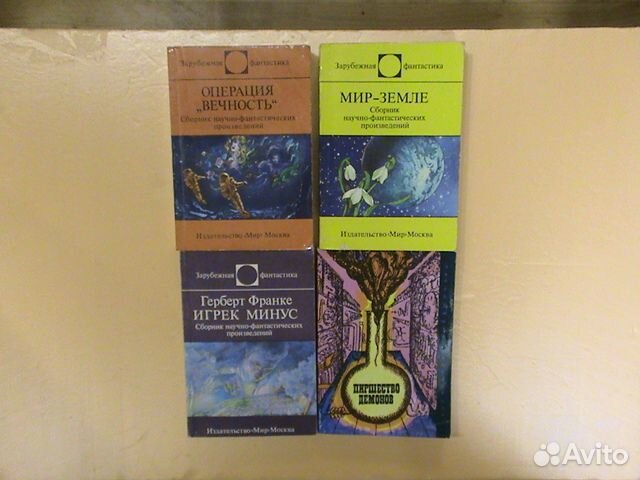 Зарубежная фантастика
ОПЕРАЦИЯ
„ВЕЧНОСТЬ“
Сборник научно-фантастических
произведений
Издательство·Мир·Москва
Зарубежная фантастика
МИР-ЗЕМЛЕ
Сборник
научно-фантастических
произведений
Издательство·Мир·Москва
Зарубежная фантастика
Герберт Франке
ИГРЕК МИНУС
Сборник научно-фантастических
произведений
Издательство·Мир·Москва
ПИРШЕСТВО
ДЕМОНОВ
Avito